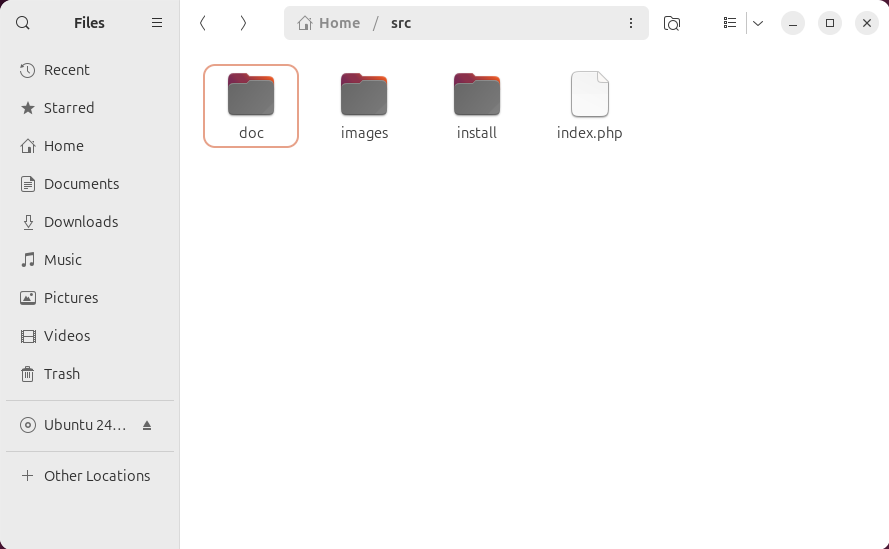 Files
Home / src
Recent
Starred
Home
Documents
Downloads
Music
Pictures
Videos
Trash
Ubuntu 24…
Other Locations
doc
images
install
index.php